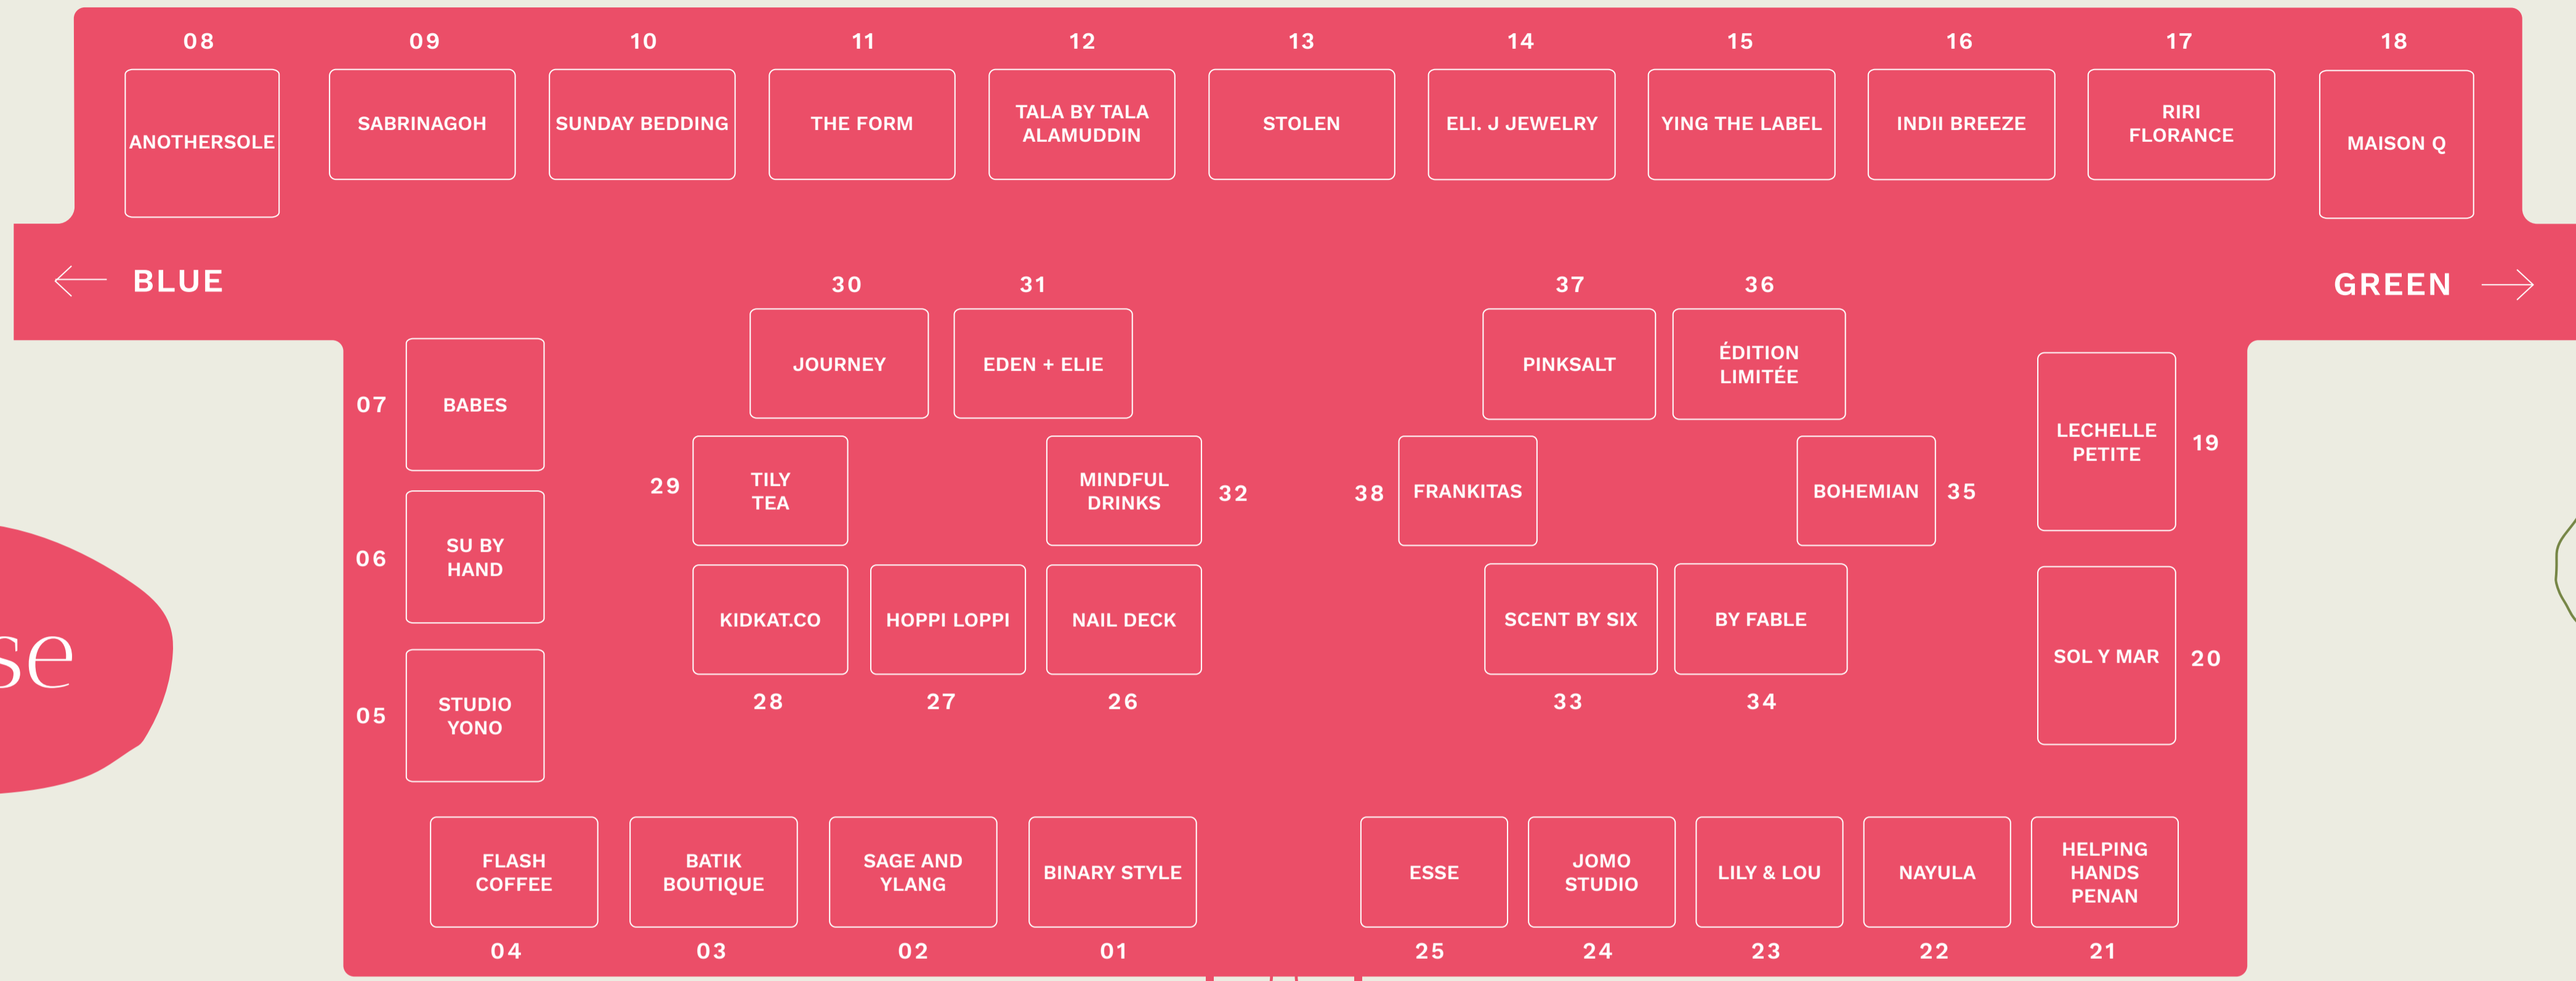 08
09
10
11
12
13
14
15
16
17
18
ANOTHERSOLE
SABRINAGOH
SUNDAY BEDDING
THE FORM
TALA BY TALA
ALAMUDDIN
STOLEN
ELI. J JEWELRY
YING THE LABEL
INDII BREEZE
RIRI
FLORANCE
MAISON Q
BLUE
GREEN
30
31
37
36
JOURNEY
EDEN + ELIE
PINKSALT
ÉDITION
LIMITÉE
07
BABES
LECHELLE
PETITE
19
29
TILY
TEA
MINDFUL
DRINKS
32
38
FRANKITAS
BOHEMIAN
35
06
SU BY
HAND
KIDKAT.CO
HOPPI LOPPI
NAIL DECK
SCENT BY SIX
BY FABLE
SOL Y MAR
20
se
28
27
26
33
34
05
STUDIO
YONO
FLASH
COFFEE
BATIK
BOUTIQUE
SAGE AND
YLANG
BINARY STYLE
ESSE
JOMO
STUDIO
LILY & LOU
NAYULA
HELPING
HANDS
PENAN
04
03
02
01
25
24
23
22
21